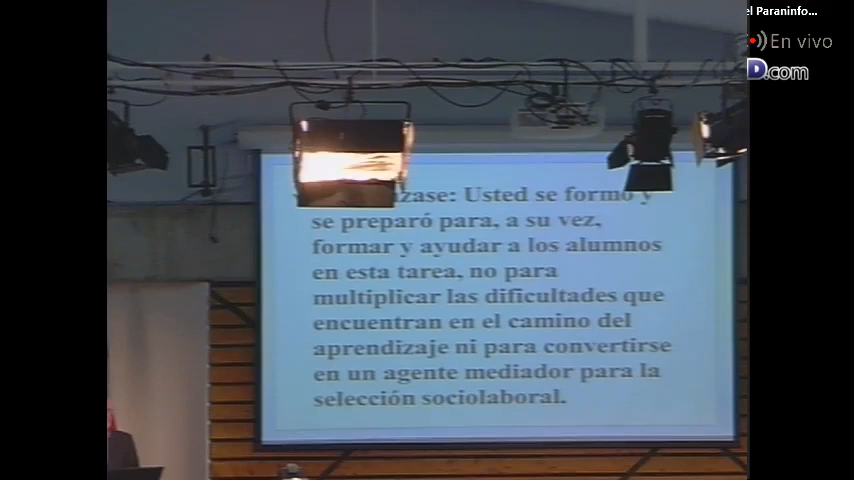 el Paraninfo...
En vivo
D.com
Usted se formó y
se preparó para, a su vez,
formar y ayudar a los alumnos
en esta tarea, no para
multiplicar las dificultades que
encuentran en el camino del
aprendizaje ni para convertirse
en un agente mediador para la
selección sociolaboral.